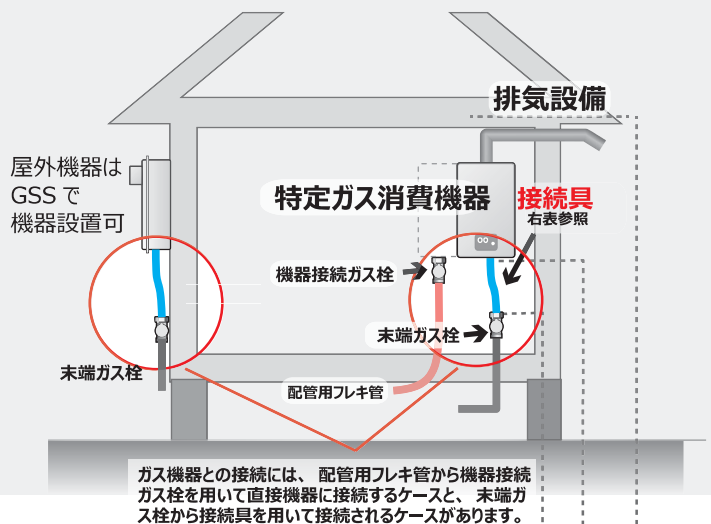 排気設備
屋外機器は
GSSで
機器設置可
特定ガス消費機器
接続具
右表参照
機器接続ガス栓
末端ガス栓
末端ガス栓
配管用フレキ管
ガス機器との接続には、配管用フレキ管から機器接続
ガス栓を用いて直接機器に接続するケースと、末端ガ
ス栓から接続具を用いて接続されるケースがあります。